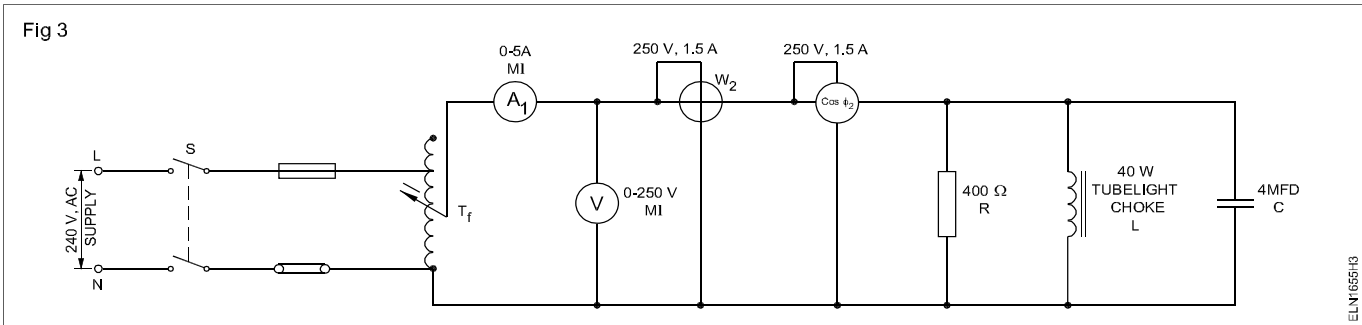 Fig 3
0-5A
MI
A1
250 V, 1.5 A
W2
250 V, 1.5 A
Cos ϕ2
L
S
240 V, AC
SUPPLY
N
Tf
V
0-250 V
MI
400 Ω
R
40 W
TUBELIGHT
CHOKE
L
4MFD
C
ELN1655H3